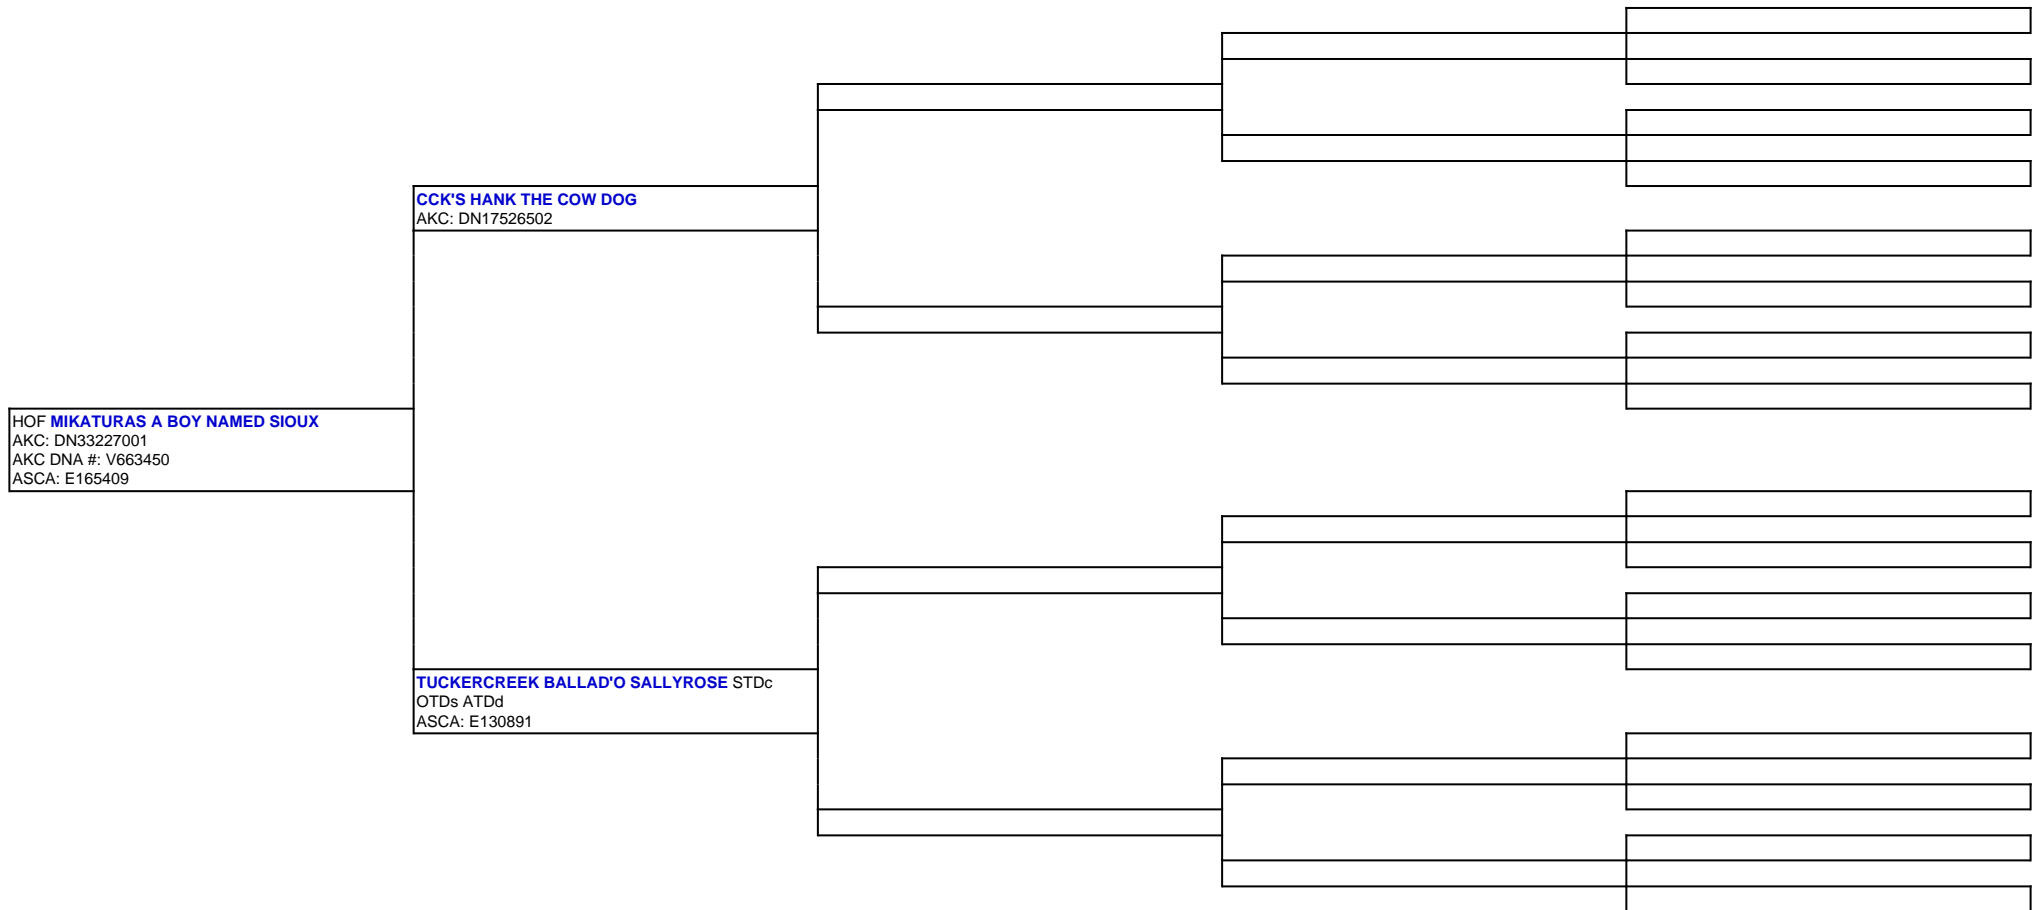 CCK'S HANK THE COW DOG
AKC: DN17526502
HOF MIKATURAS A BOY NAMED SIOUX
AKC: DN33227001
AKC DNA #: V663450
ASCA: E165409
TUCKERCREEK BALLAD'O SALLYROSE STDc
OTDs ATDd
ASCA: E130891